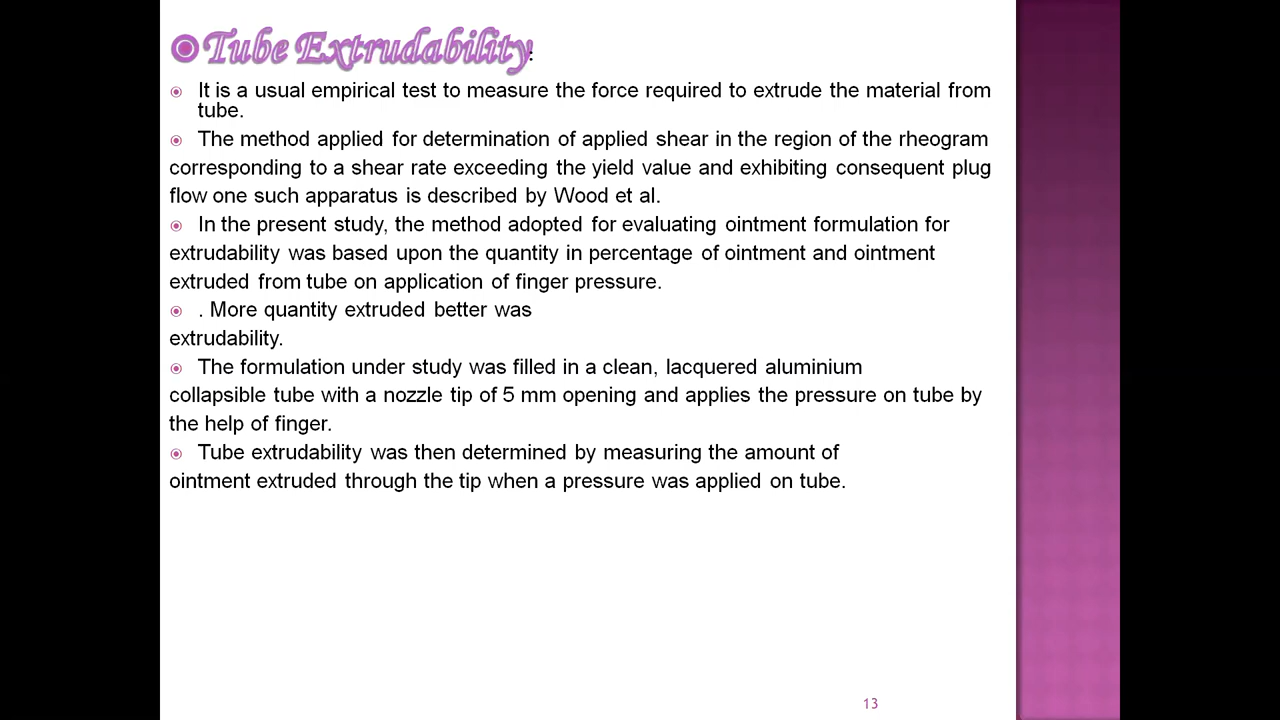 Tube Extrudability:
It is a usual empirical test to measure the force required to extrude the material from
tube.
The method applied for determination of applied shear in the region of the rheogram
corresponding to a shear rate exceeding the yield value and exhibiting consequent plug
flow one such apparatus is described by Wood et al.
In the present study, the method adopted for evaluating ointment formulation for
extrudability was based upon the quantity in percentage of ointment and ointment
extruded from tube on application of finger pressure.
. More quantity extruded better was
extrudability.
The formulation under study was filled in a clean, lacquered aluminium
collapsible tube with a nozzle tip of 5 mm opening and applies the pressure on tube by
the help of finger.
Tube extrudability was then determined by measuring the amount of
ointment extruded through the tip when a pressure was applied on tube.
13